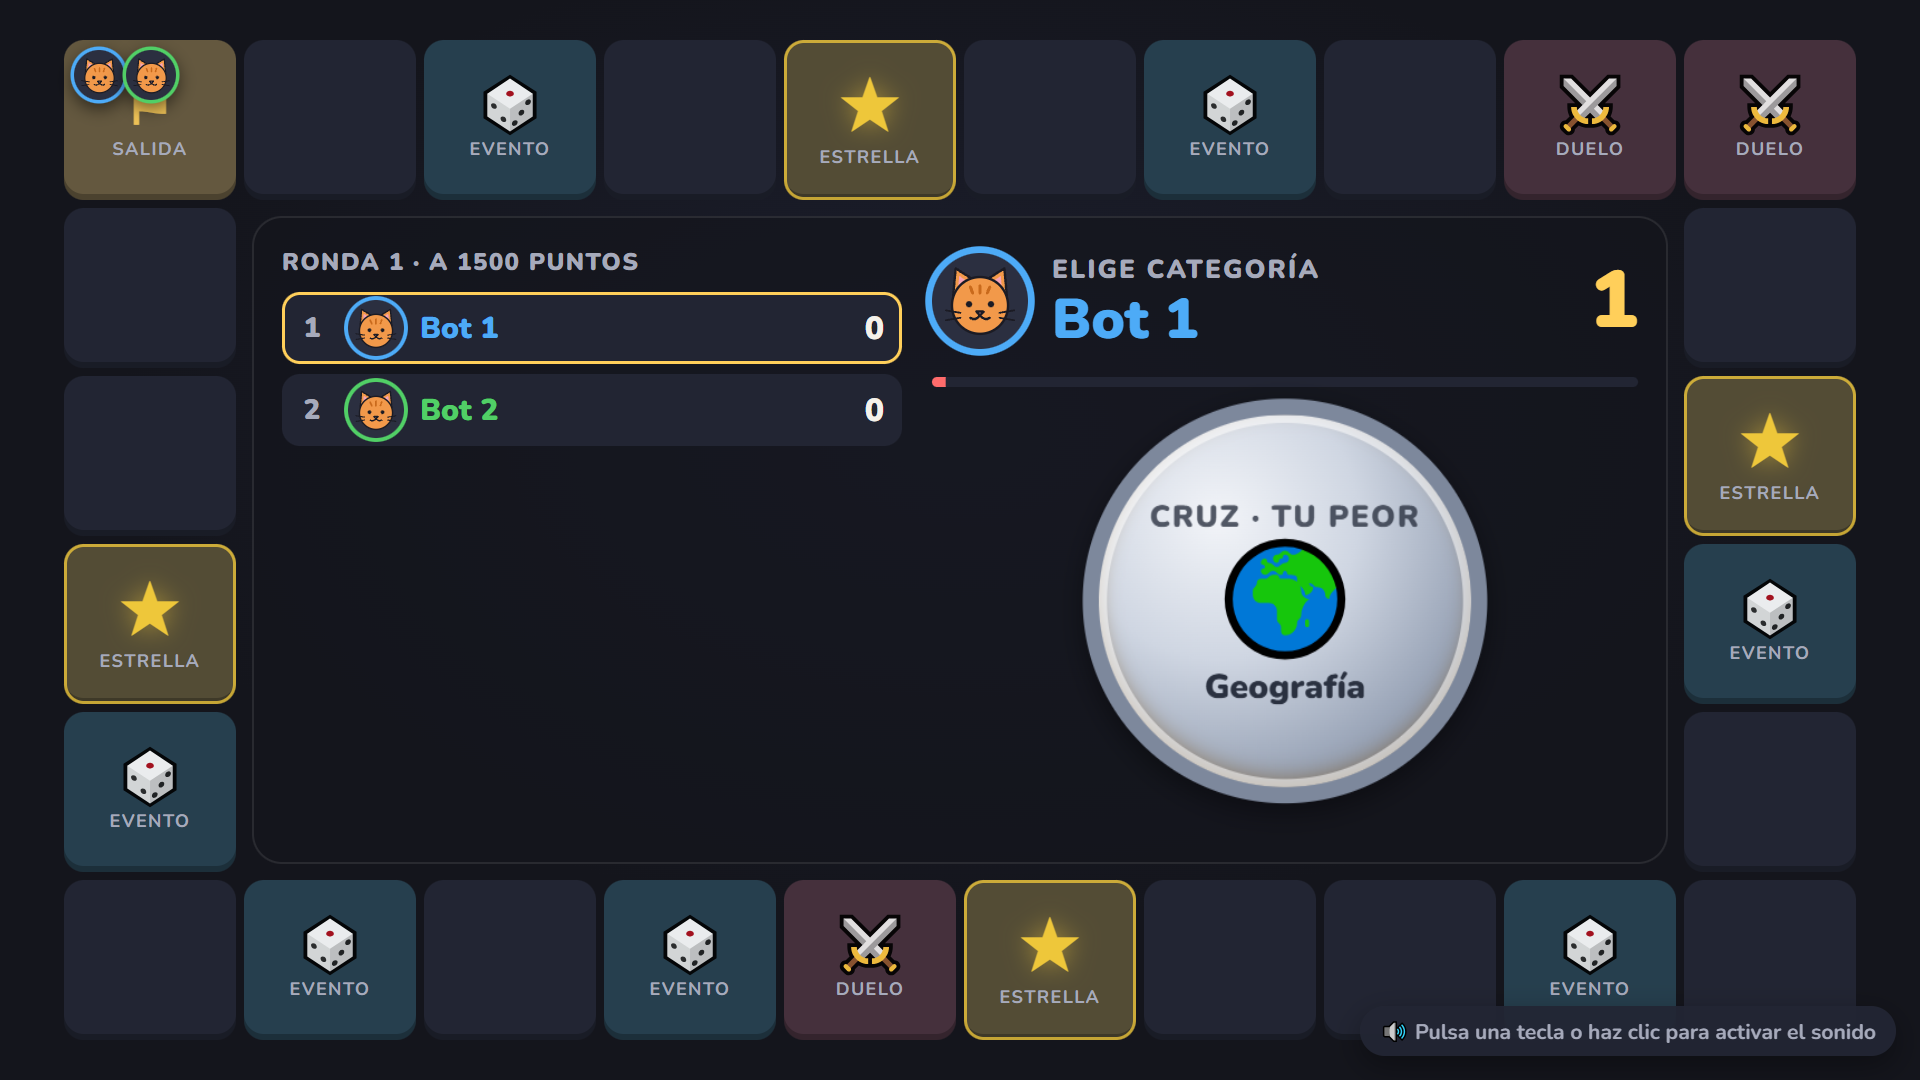 SALIDA
EVENTO
ESTRELLA
EVENTO
DUELO
DUELO
RONDA 1 · A 1500 PUNTOS
1 Bot 1 0
2 Bot 2 0
ELIGE CATEGORÍA
Bot 1
1
CRUZ · TU PEOR
Geografía
ESTRELLA
EVENTO
ESTRELLA
EVENTO
EVENTO
EVENTO
DUELO
ESTRELLA
EVENTO
Pulsa una tecla o haz clic para activar el sonido